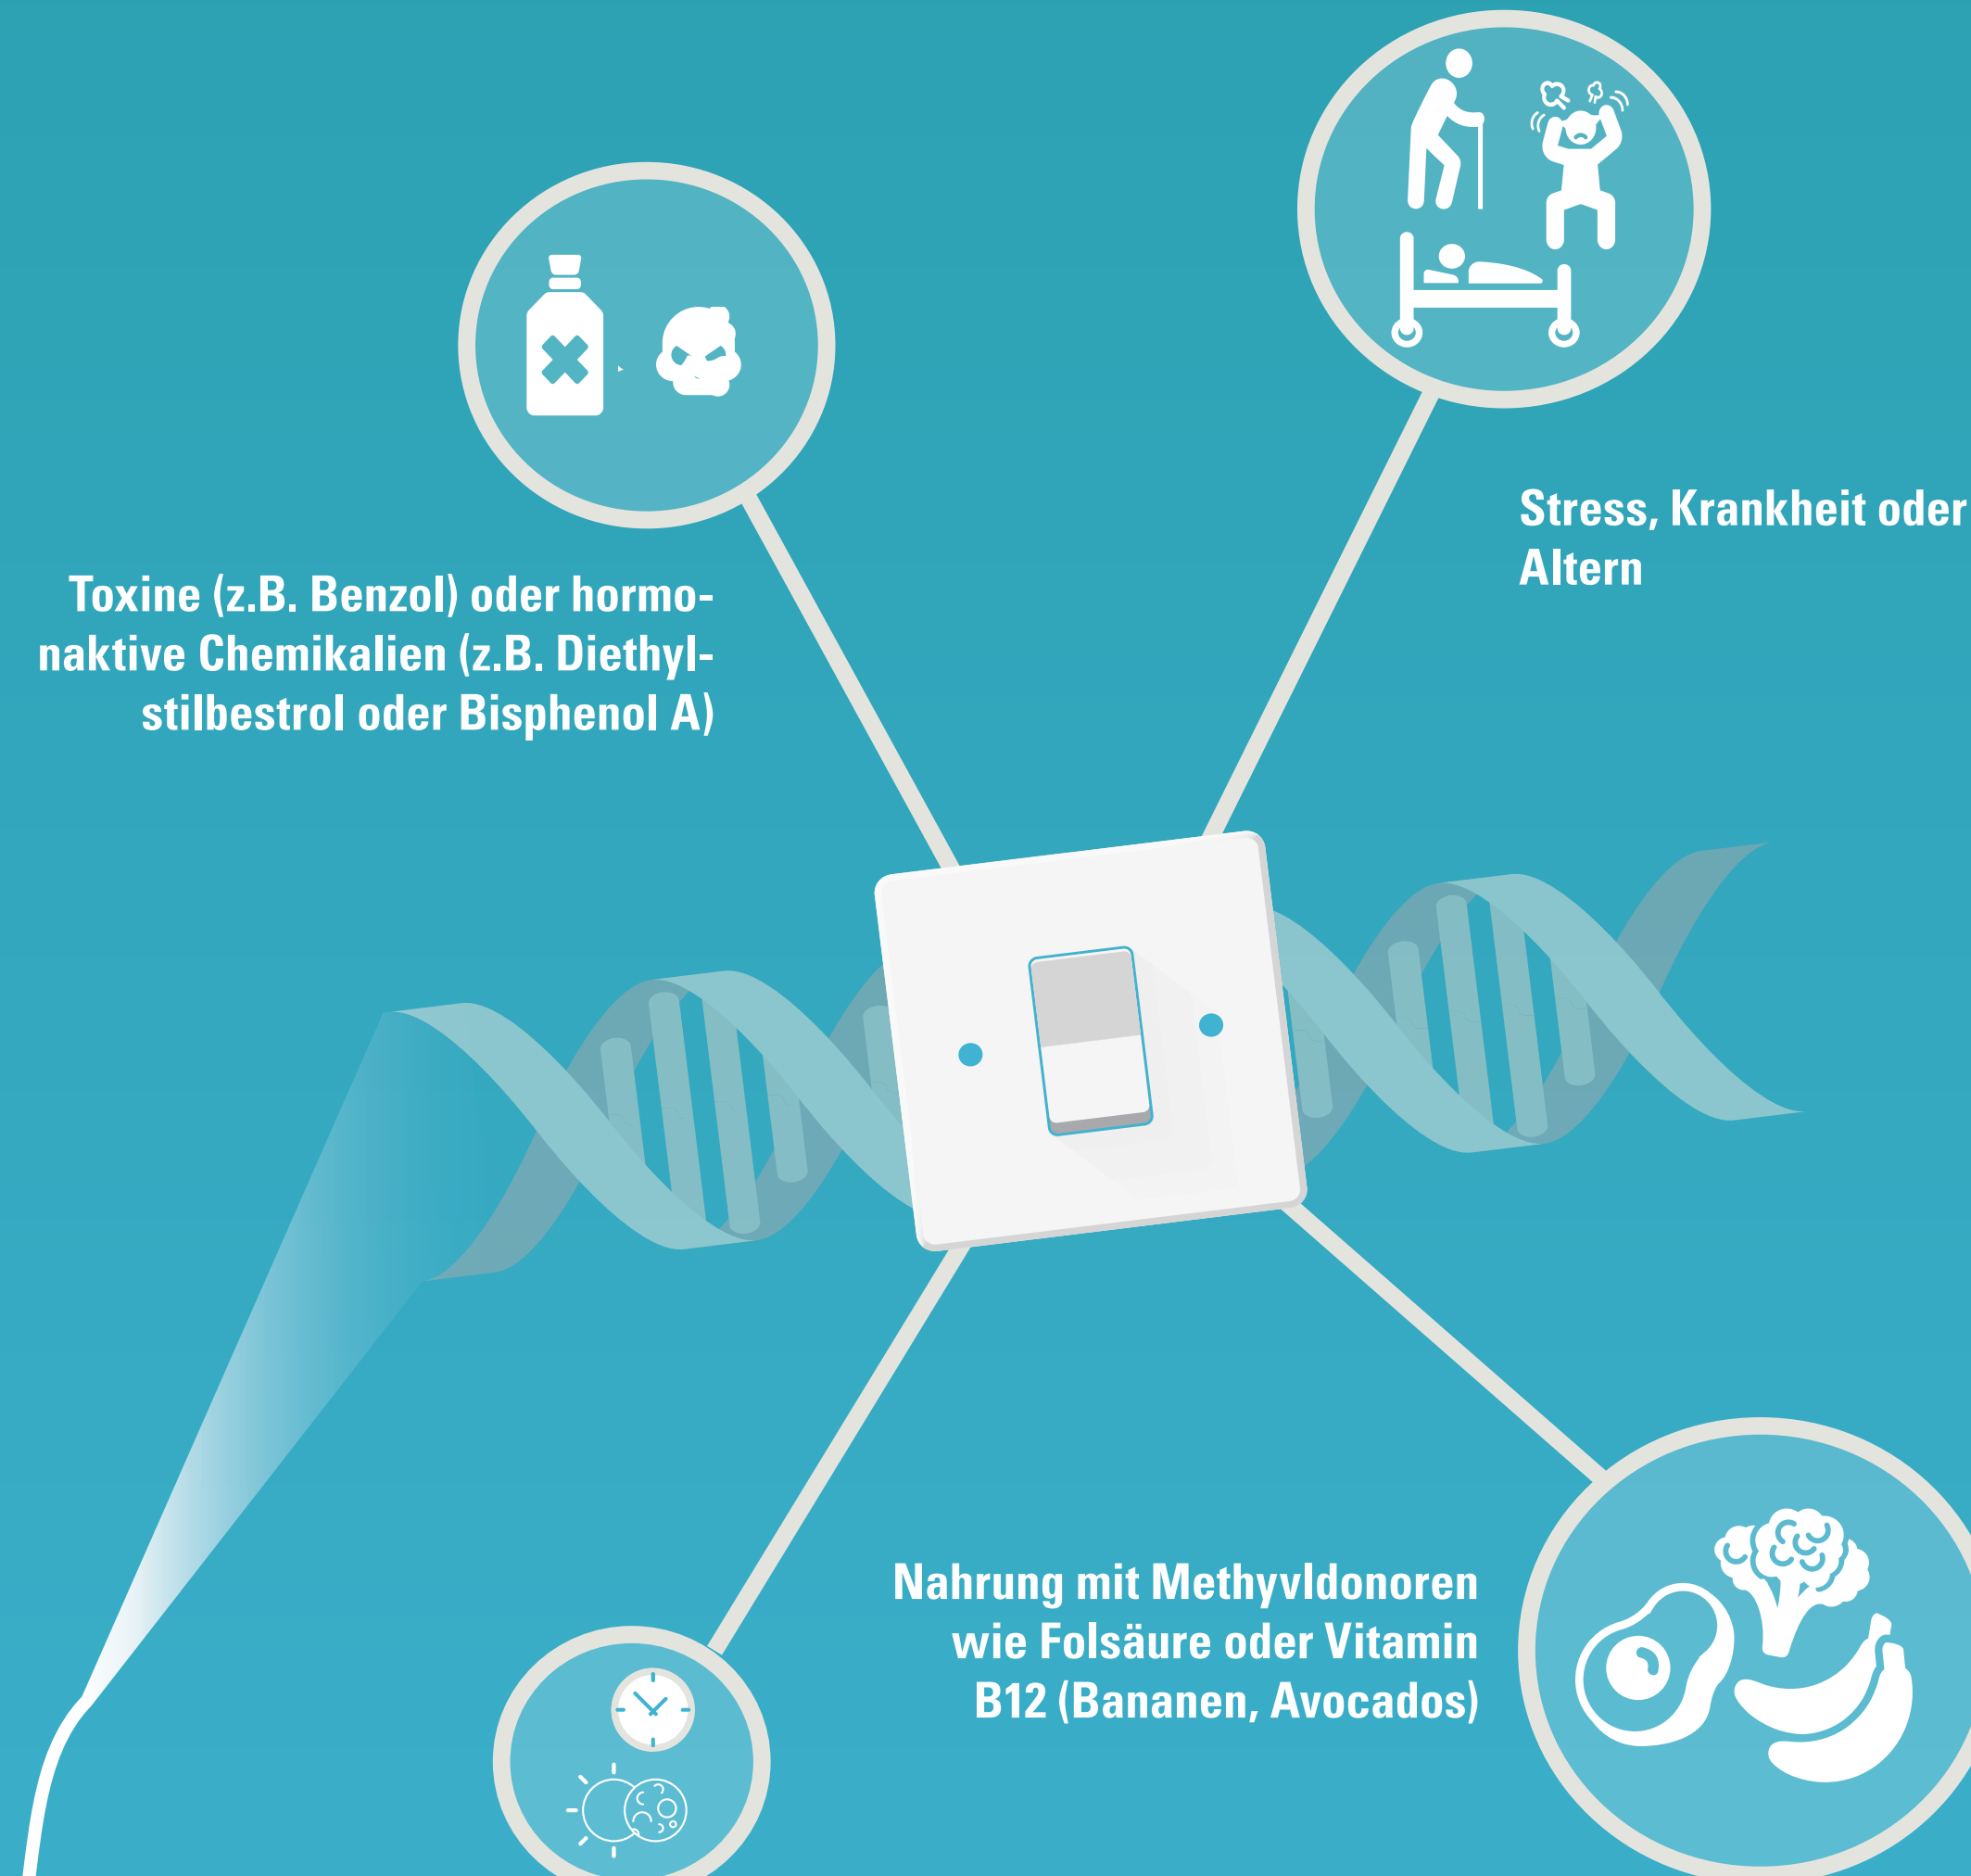 Stress, Krankheit oder
Altern
Toxine (z.B. Benzol) oder hormo-
naktive Chemikalien (z.B. Diethyl-
stilbestrol oder Bisphenol A)
Nahrung mit Methyvldonoren
wie Folsäure oder Vitamin
B12 (Bananen, Avocados)